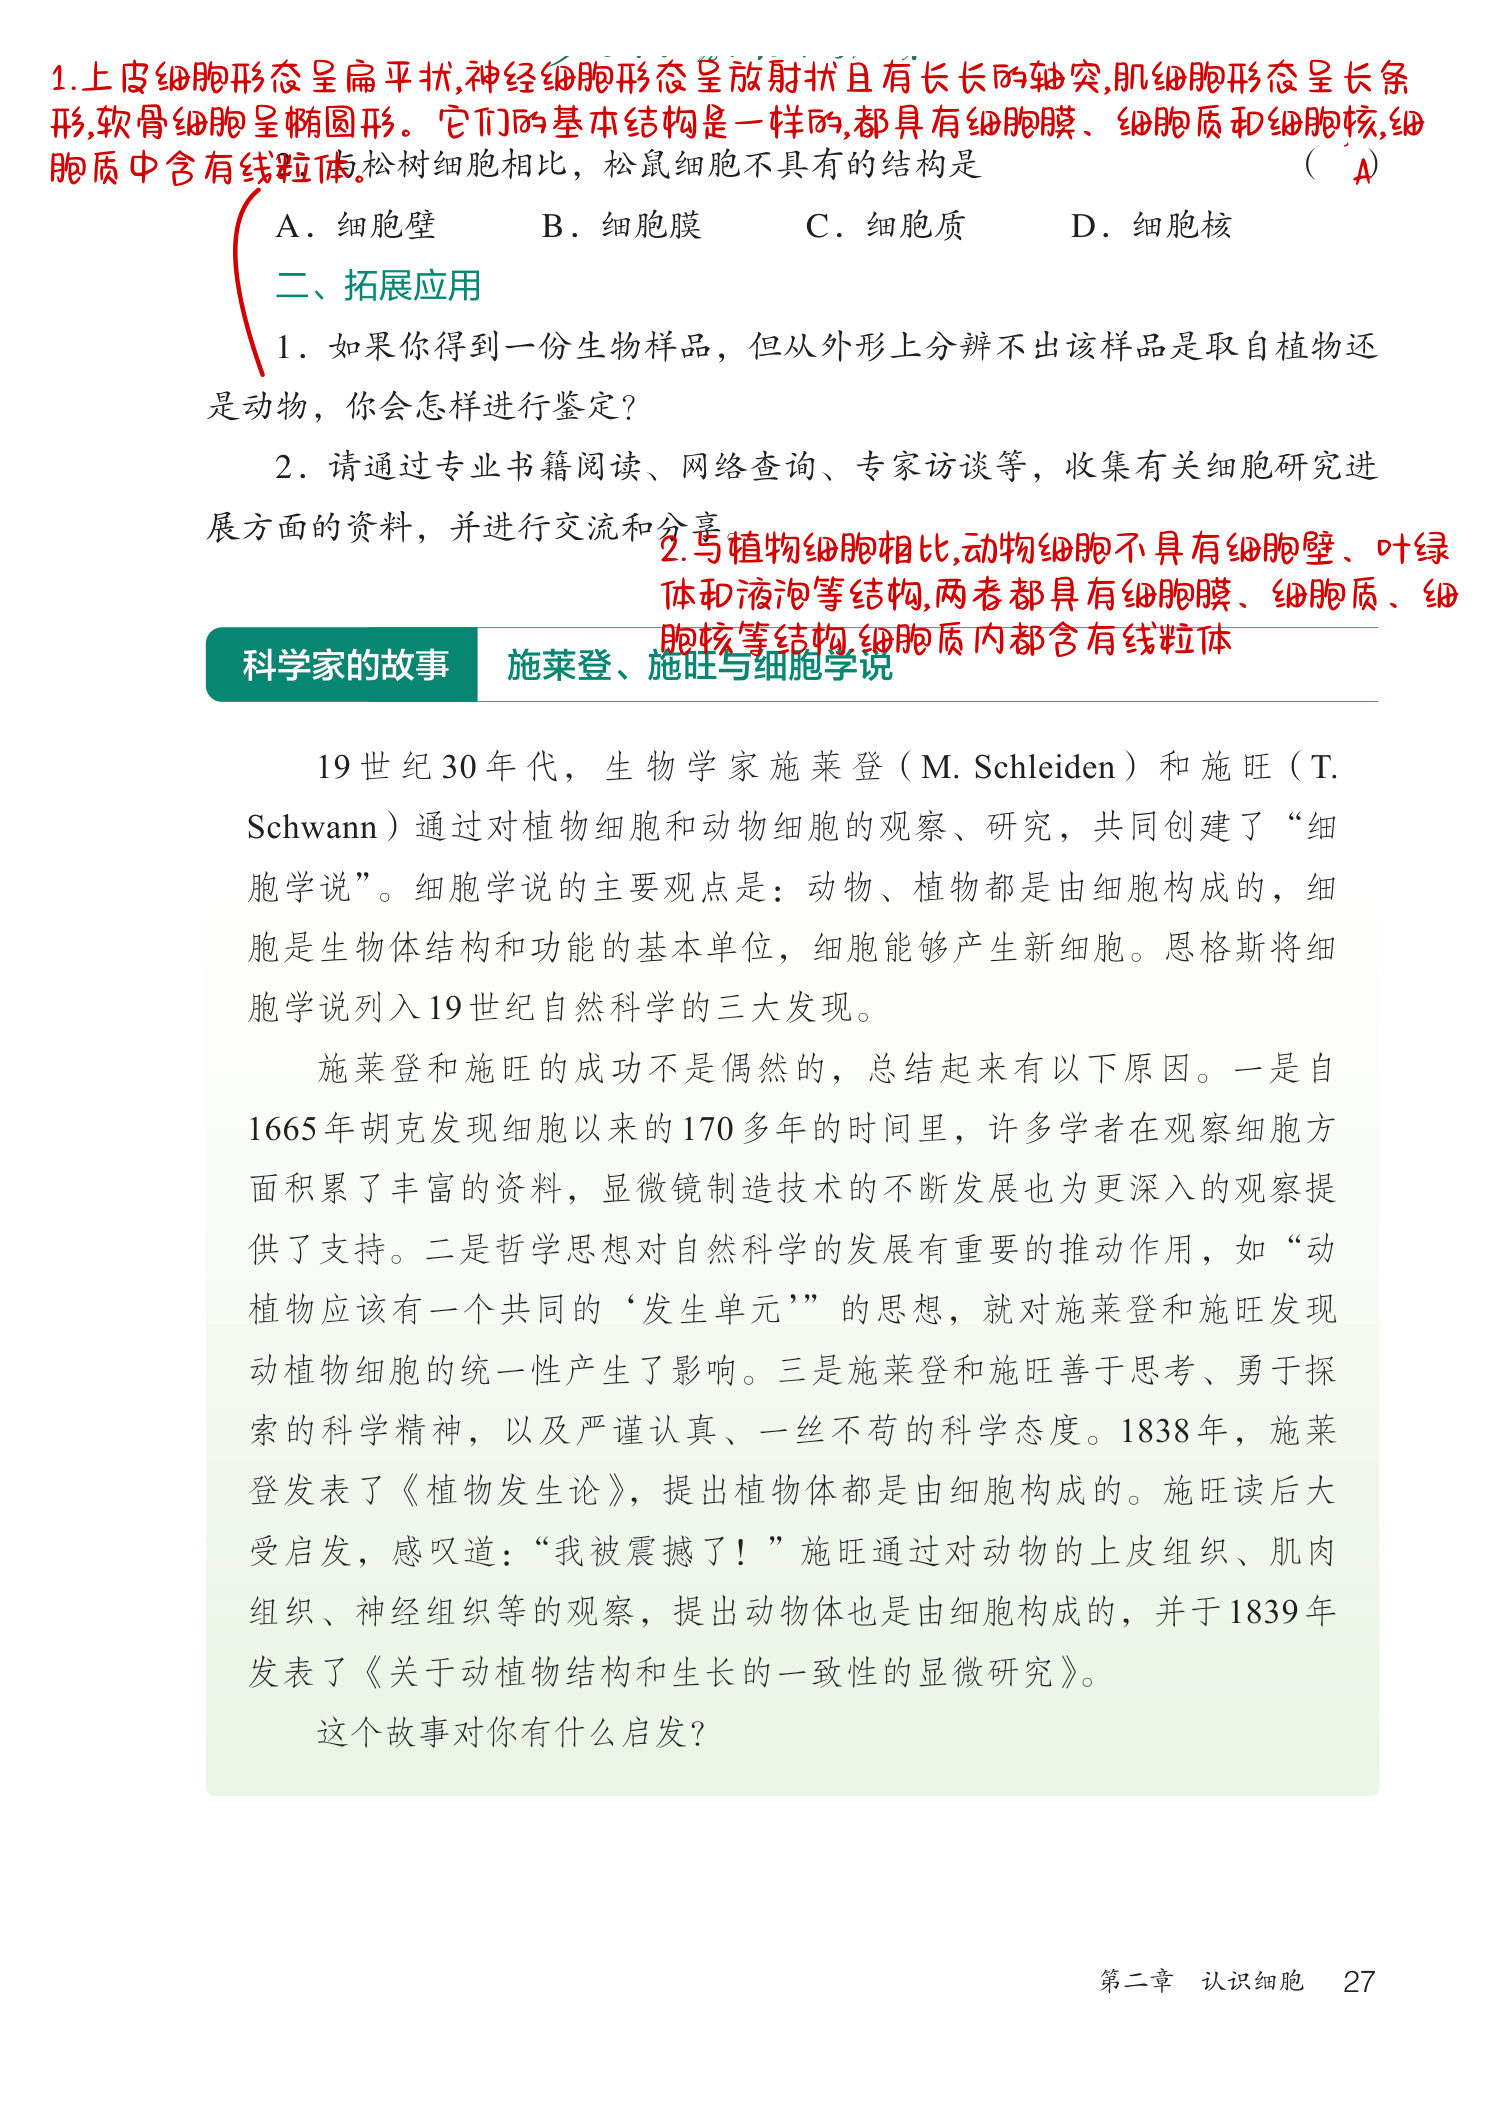 1.上皮细胞形态呈扁平状,神经细胞形态呈放射状且有长长的轴突,肌细胞形态呈长条
形,软骨细胞呈椭圆形。它们的基本结构是一样的,都具有细胞膜、细胞质和细胞核,细
胞质中含有线粒体。
与松树细胞相比，松鼠细胞不具有的结构是 （ A ）
A．细胞壁 B．细胞膜 C．细胞质 D．细胞核
二、拓展应用
1．如果你得到一份生物样品，但从外形上分辨不出该样品是取自植物还
是动物，你会怎样进行鉴定？
2．请通过专业书籍阅读、网络查询、专家访谈等，收集有关细胞研究进
展方面的资料，并进行交流和分享。
2.与植物细胞相比,动物细胞不具有细胞壁、叶绿
体和液泡等结构,两者都具有细胞膜、细胞质、细
胞核等结构,细胞质内都含有线粒体
科学家的故事 施莱登、施旺与细胞学说
19世纪30年代，生物学家施莱登（M. Schleiden）和施旺（T.
Schwann）通过对植物细胞和动物细胞的观察、研究，共同创建了“细
胞学说”。细胞学说的主要观点是：动物、植物都是由细胞构成的，细
胞是生物体结构和功能的基本单位，细胞能够产生新细胞。恩格斯将细
胞学说列入19世纪自然科学的三大发现。
施莱登和施旺的成功不是偶然的，总结起来有以下原因。一是自
1665年胡克发现细胞以来的170多年的时间里，许多学者在观察细胞方
面积累了丰富的资料，显微镜制造技术的不断发展也为更深入的观察提
供了支持。二是哲学思想对自然科学的发展有重要的推动作用，如“动
植物应该有一个共同的‘发生单元’”的思想，就对施莱登和施旺发现
动植物细胞的统一性产生了影响。三是施莱登和施旺善于思考、勇于探
索的科学精神，以及严谨认真、一丝不苟的科学态度。1838年，施莱
登发表了《植物发生论》，提出植物体都是由细胞构成的。施旺读后大
受启发，感叹道：“我被震撼了！”施旺通过对动物的上皮组织、肌肉
组织、神经组织等的观察，提出动物体也是由细胞构成的，并于1839年
发表了《关于动植物结构和生长的一致性的显微研究》。
这个故事对你有什么启发？
第二章 认识细胞 27